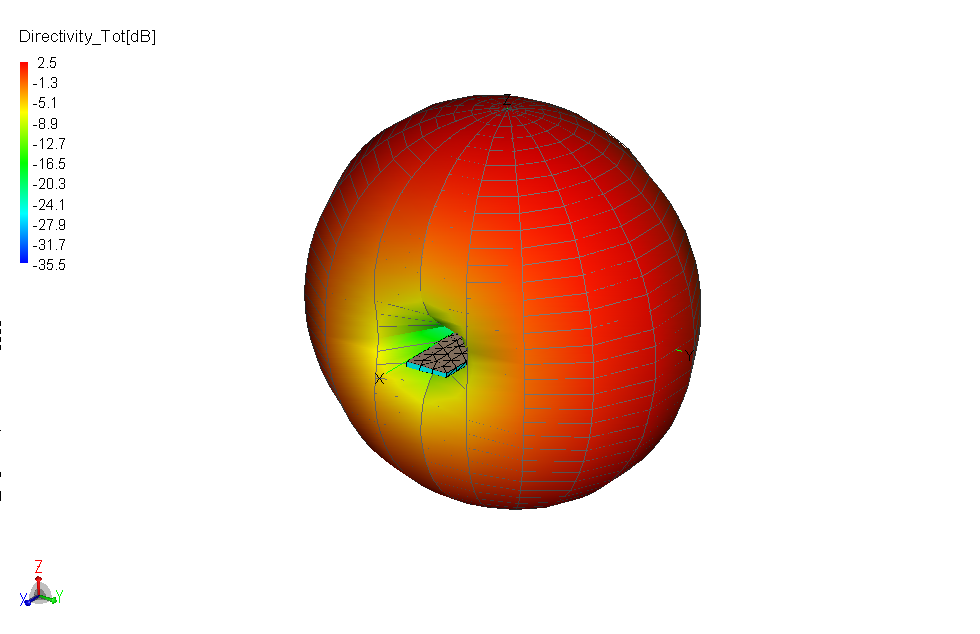 Directivity_Tot[dB]
2.5
-1.3
-5.1
-8.9
-12.7
-16.5
-20.3
-24.1
-27.9
-31.7
-35.5
Z
X
Z
X
Y